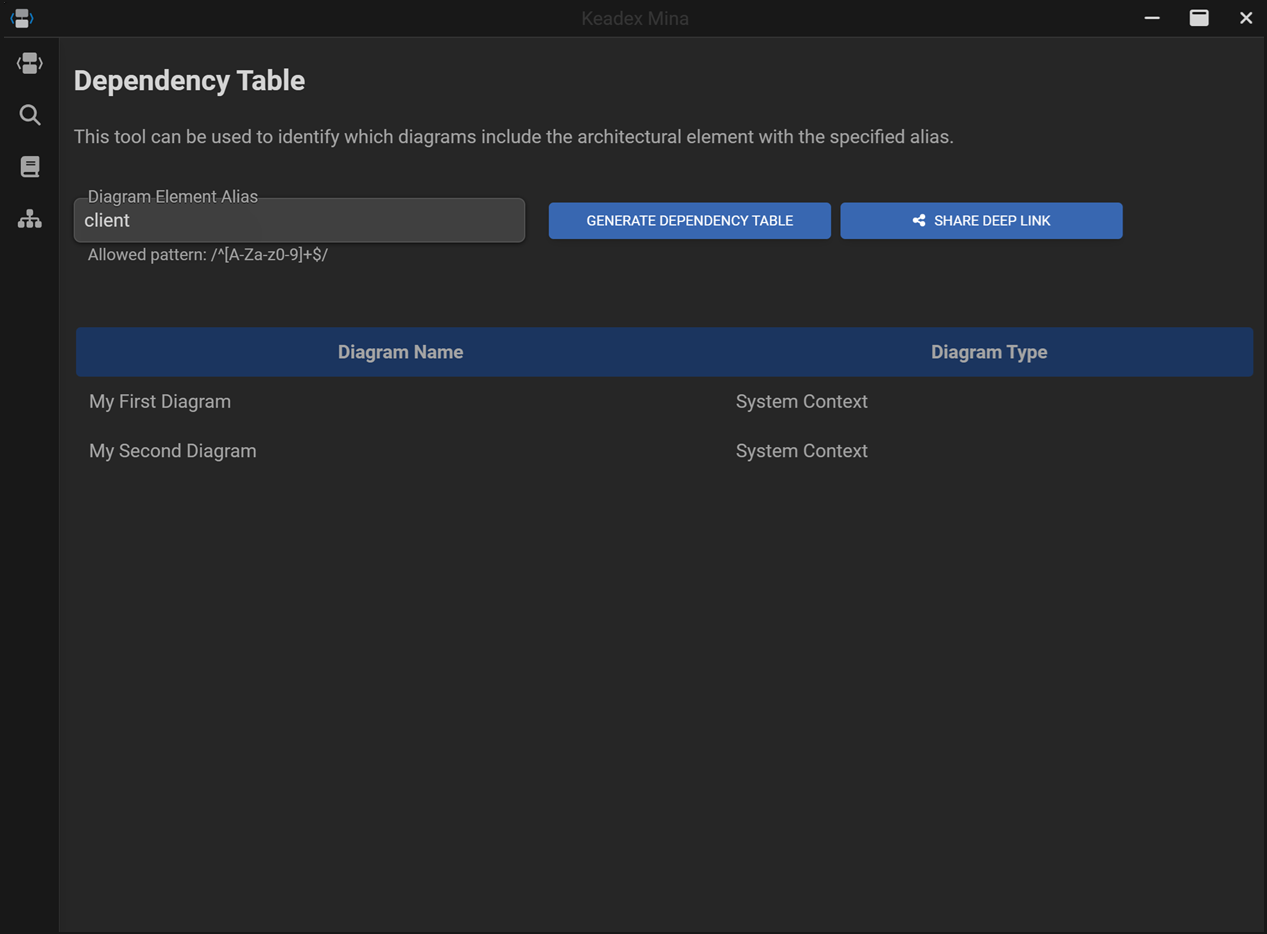 Keadex Mina
Dependency Table
This tool can be used to identify which diagrams include the architectural element with the specified alias.
Diagram Element Alias
client
GENERATE DEPENDENCY TABLE
SHARE DEEP LINK
Allowed pattern: /^[A-Za-z0-9]+$/
Diagram Name Diagram Type
My First Diagram System Context
My Second Diagram System Context